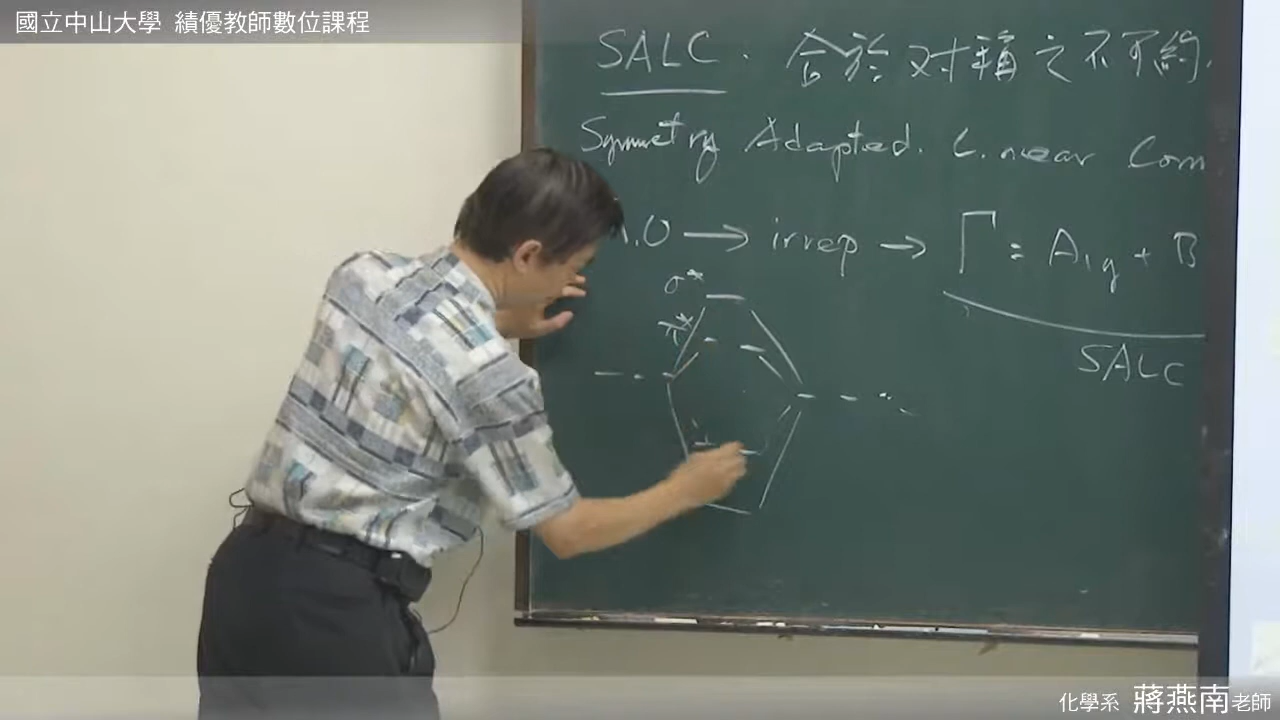 國立中山大學 績優教師數位課程
SALC. 合於対稱之不可約
Symmetry Adapted. Linear Com
A.O → irrep → Γ = A1g + B
SALC
σ*
π*
化學系 蔣燕南老師